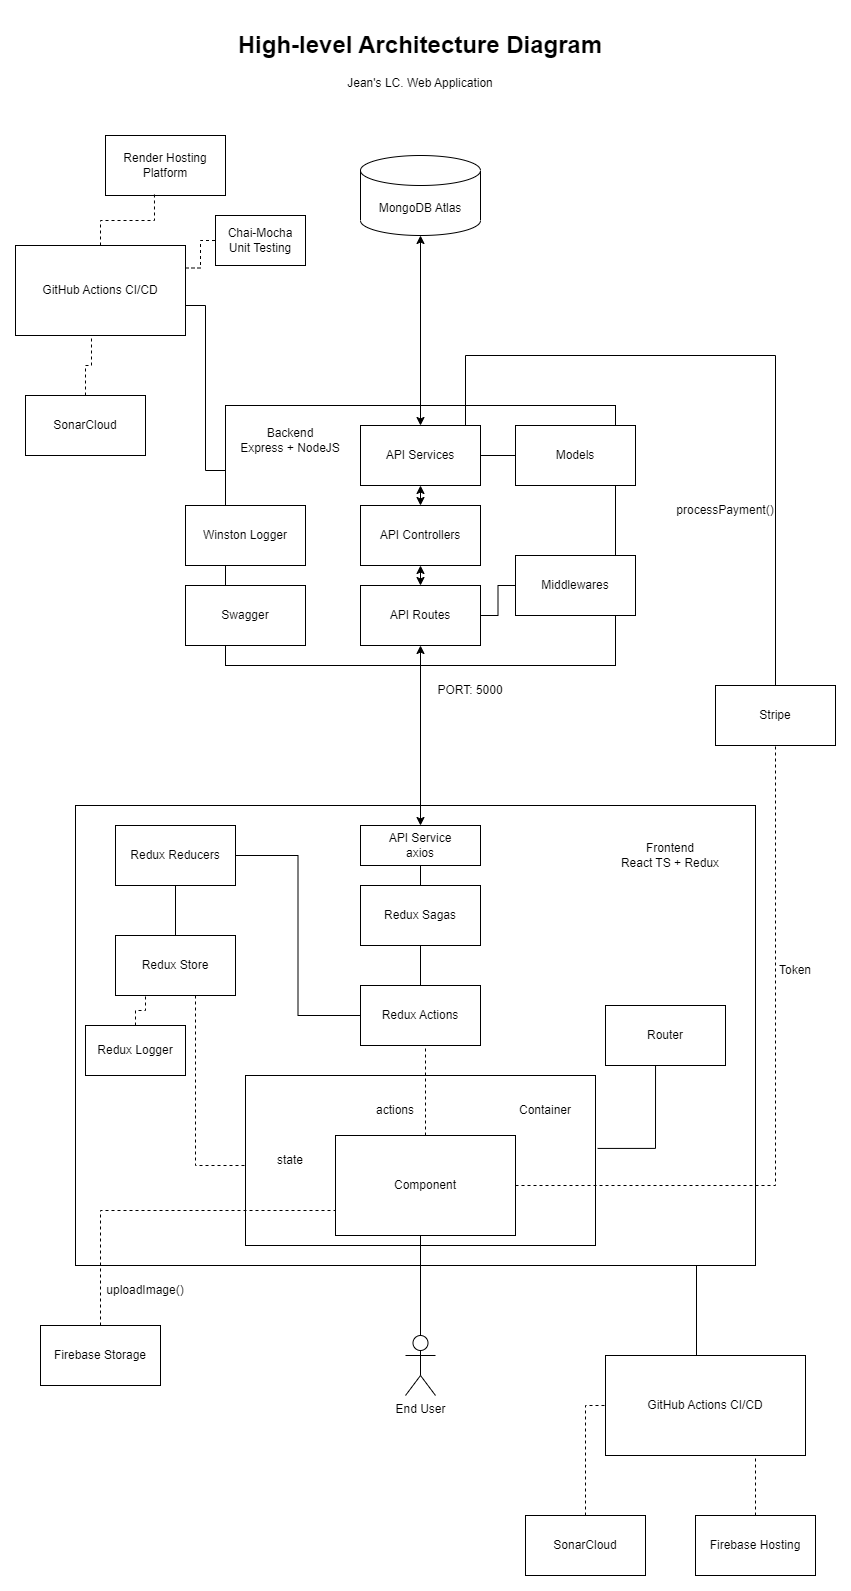 High-level Architecture Diagram
Jean's LC. Web Application
Render Hosting
Platform
MongoDB Atlas
Chai-Mocha
Unit Testing
GitHub Actions CI/CD
SonarCloud
Backend
Express + NodeJS
API Services
Models
processPayment()
Winston Logger
API Controllers
Middlewares
Swagger
API Routes
PORT: 5000
Stripe
API Service
axios
Redux Reducers
Frontend
React TS + Redux
Redux Sagas
Redux Store
Token
Redux Actions
Router
Redux Logger
actions
Container
state
Component
uploadImage()
Firebase Storage
End User
GitHub Actions CI/CD
SonarCloud
Firebase Hosting